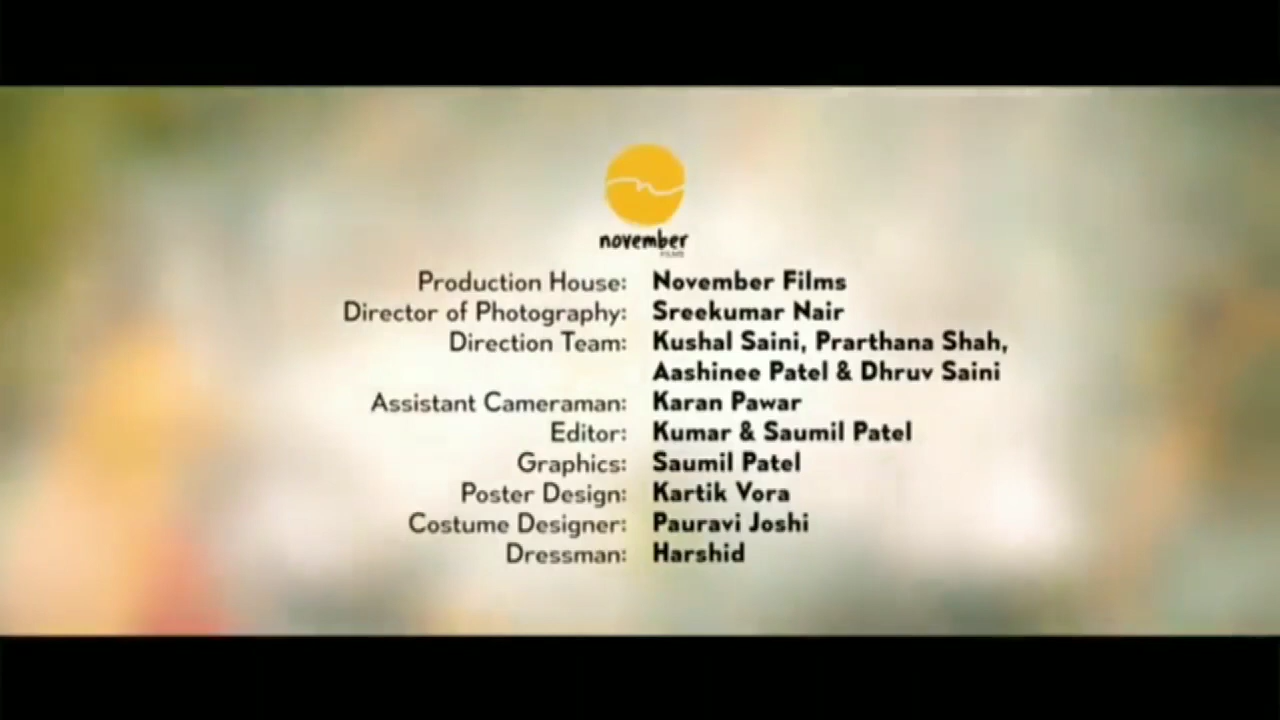 november
FILMS
Production House: November Films
Director of Photography: Sreekumar Nair
Direction Team: Kushal Saini, Prarthana Shah,
Aashinee Patel & Dhruv Saini
Assistant Cameraman: Karan Pawar
Editor: Kumar & Saumil Patel
Graphics: Saumil Patel
Poster Design: Kartik Vora
Costume Designer: Pauravi Joshi
Dressman: Harshid